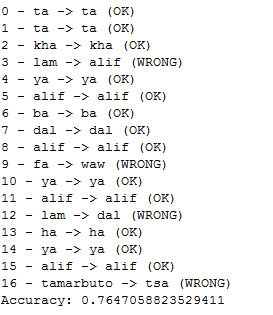 0 - ta -> ta (OK)
1 - ta -> ta (OK)
2 - kha -> kha (OK)
3 - lam -> alif (WRONG)
4 - ya -> ya (OK)
5 - alif -> alif (OK)
6 - ba -> ba (OK)
7 - dal -> dal (OK)
8 - alif -> alif (OK)
9 - fa -> waw (WRONG)
10 - ya -> ya (OK)
11 - alif -> alif (OK)
12 - lam -> dal (WRONG)
13 - ha -> ha (OK)
14 - ya -> ya (OK)
15 - alif -> alif (OK)
16 - tamarbuto -> tsa (WRONG)
Accuracy: 0.7647058823529411